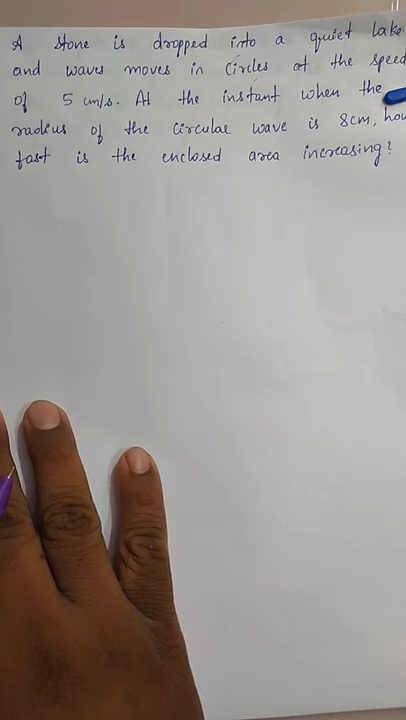 A stone is dropped into a quiet lake
and waves moves in circles at the speed
of 5 cm/s. At the instant when the
radius of the circular wave is 8cm, how
fast is the enclosed area increasing?